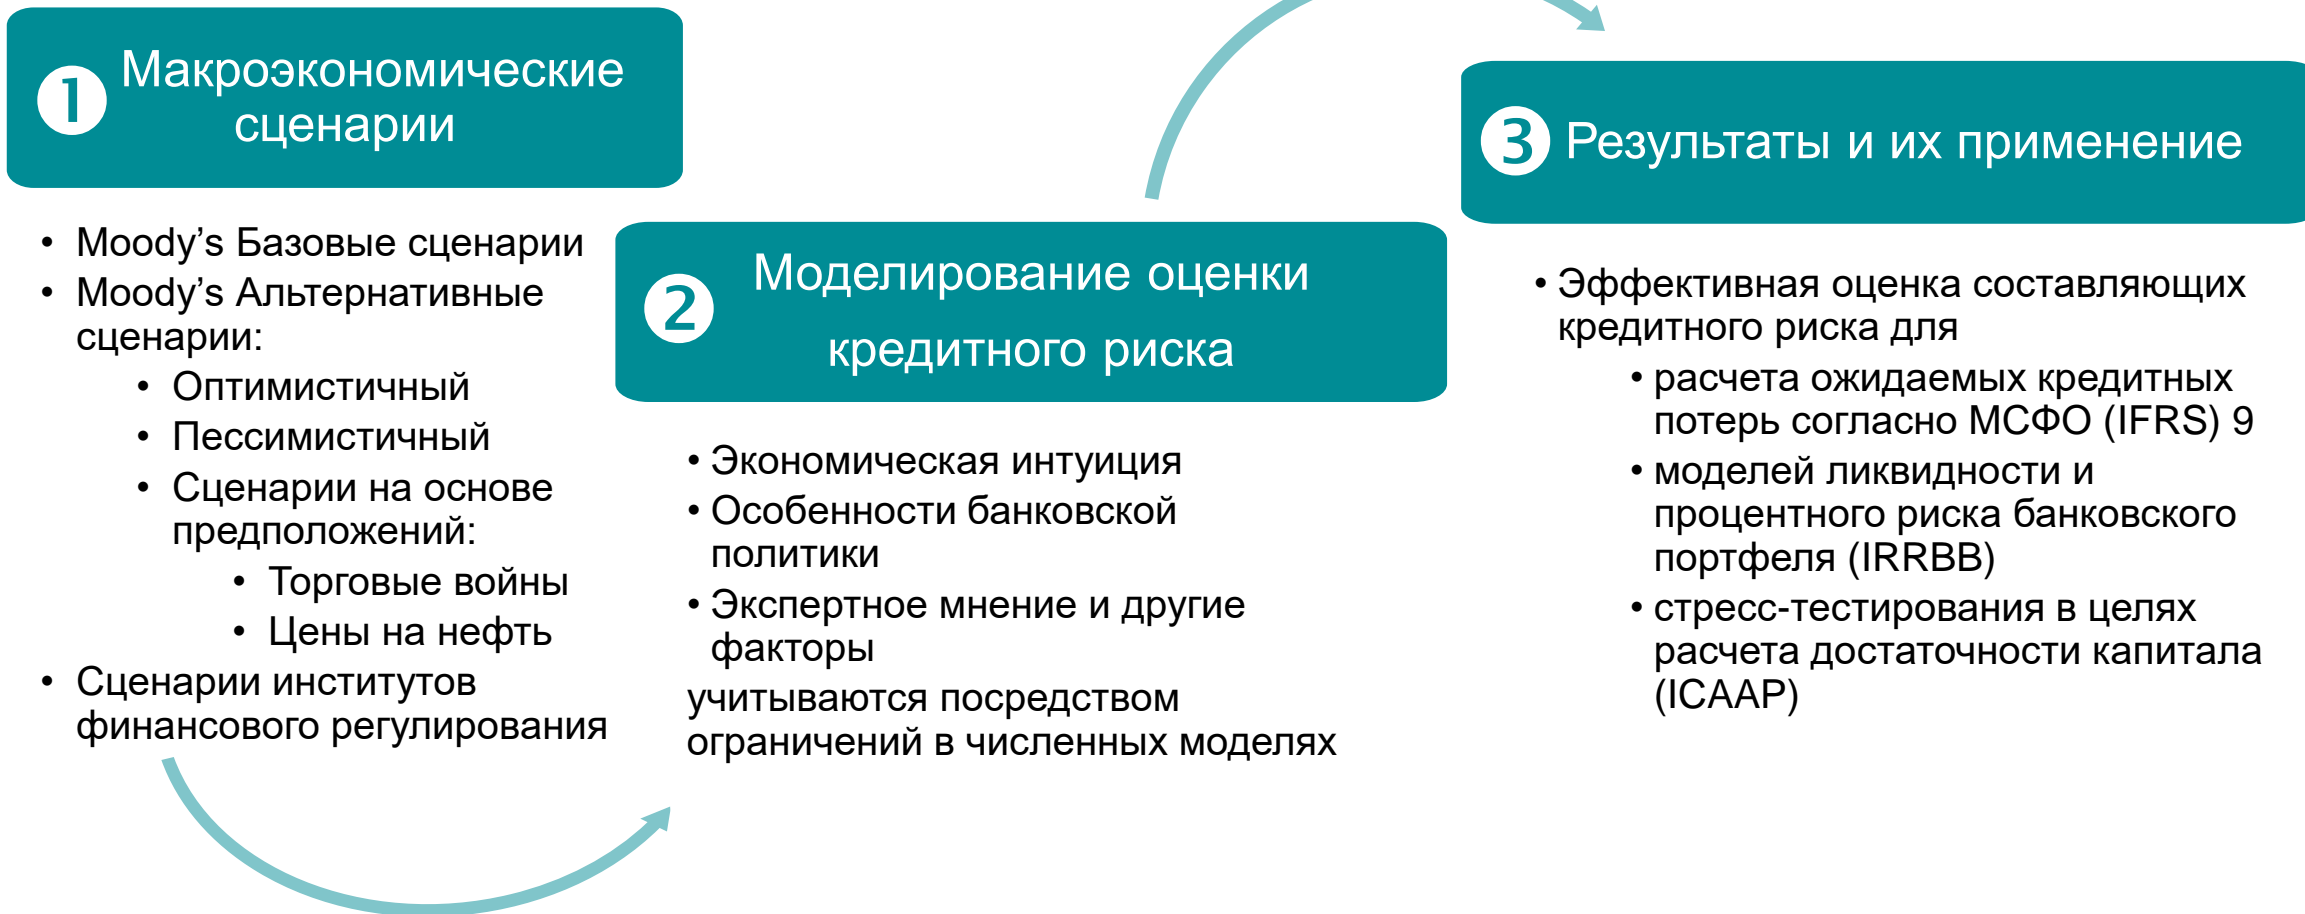 ❶ Макроэкономические
сценарии
• Moody’s Базовые сценарии
• Moody’s Альтернативные
сценарии:
• Оптимистичный
• Пессимистичный
• Сценарии на основе
предположений:
• Торговые войны
• Цены на нефть
• Сценарии институтов
финансового регулирования
❷ Моделирование оценки
кредитного риска
• Экономическая интуиция
• Особенности банковской
политики
• Экспертное мнение и другие
факторы
учитываются посредством
ограничений в численных моделях
❸ Результаты и их применение
• Эффективная оценка составляющих
кредитного риска для
• расчета ожидаемых кредитных
потерь согласно МСФО (IFRS) 9
• моделей ликвидности и
процентного риска банковского
портфеля (IRRBB)
• стресс-тестирования в целях
расчета достаточности капитала
(ICAAP)